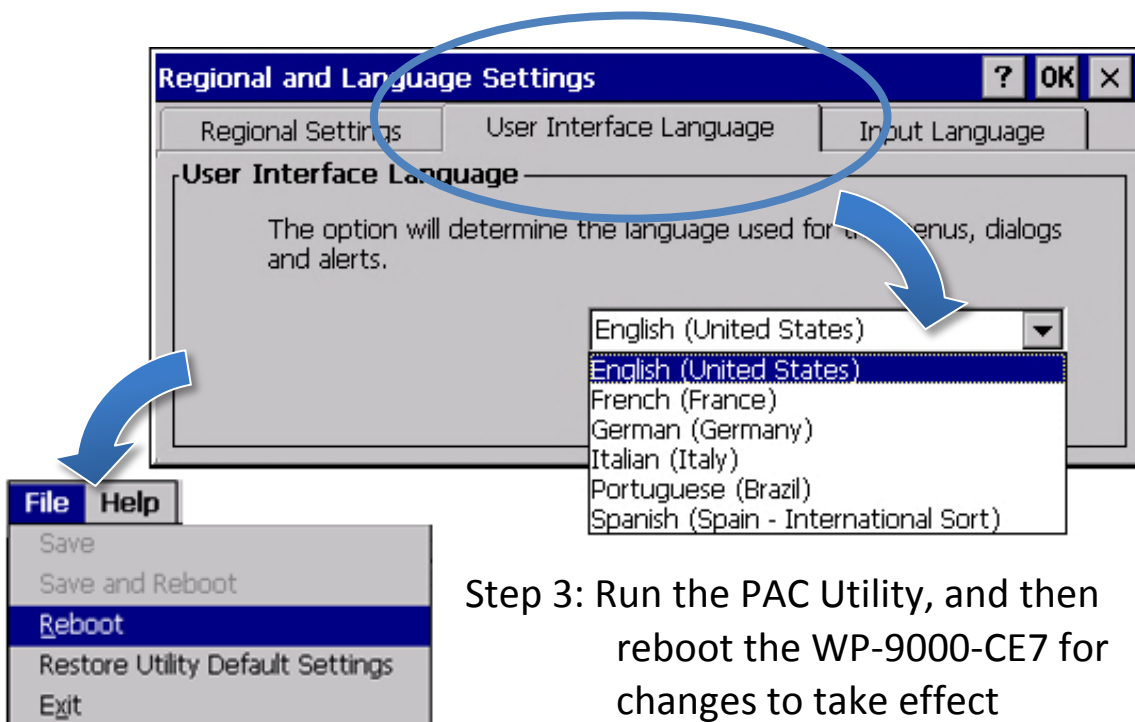 Regional and Language Settings ? OK ×
Regional Settings User Interface Language Input Language
User Interface Language
The option will determine the language used for the menus, dialogs
and alerts.
English (United States)
English (United States)
French (France)
German (Germany)
Italian (Italy)
Portuguese (Brazil)
Spanish (Spain - International Sort)
File Help
Save
Save and Reboot
Reboot
Restore Utility Default Settings
Exit
Step 3: Run the PAC Utility, and then
reboot the WP-9000-CE7 for
changes to take effect